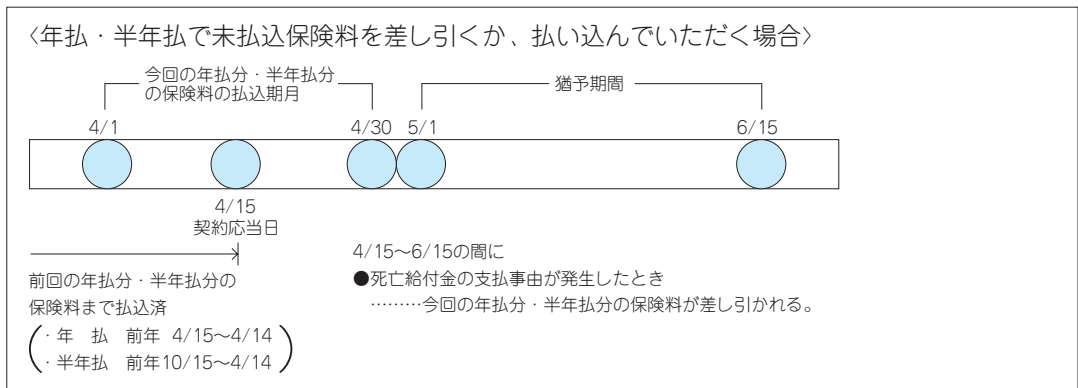 〈年払・半年払で未払込保険料を差し引くか、払い込んでいただく場合〉
今回の年払分・半年払分
の保険料の払込期月
猶予期間
4/1
4/30
5/1
6/15
4/15
契約応当日
前回の年払分・半年払分の
保険料まで払込済
・年　払　前年 4/15〜4/14
・半年払　前年10/15〜4/14
4/15〜6/15の間に
●死亡給付金の支払事由が発生したとき
………今回の年払分・半年払分の保険料が差し引かれる。